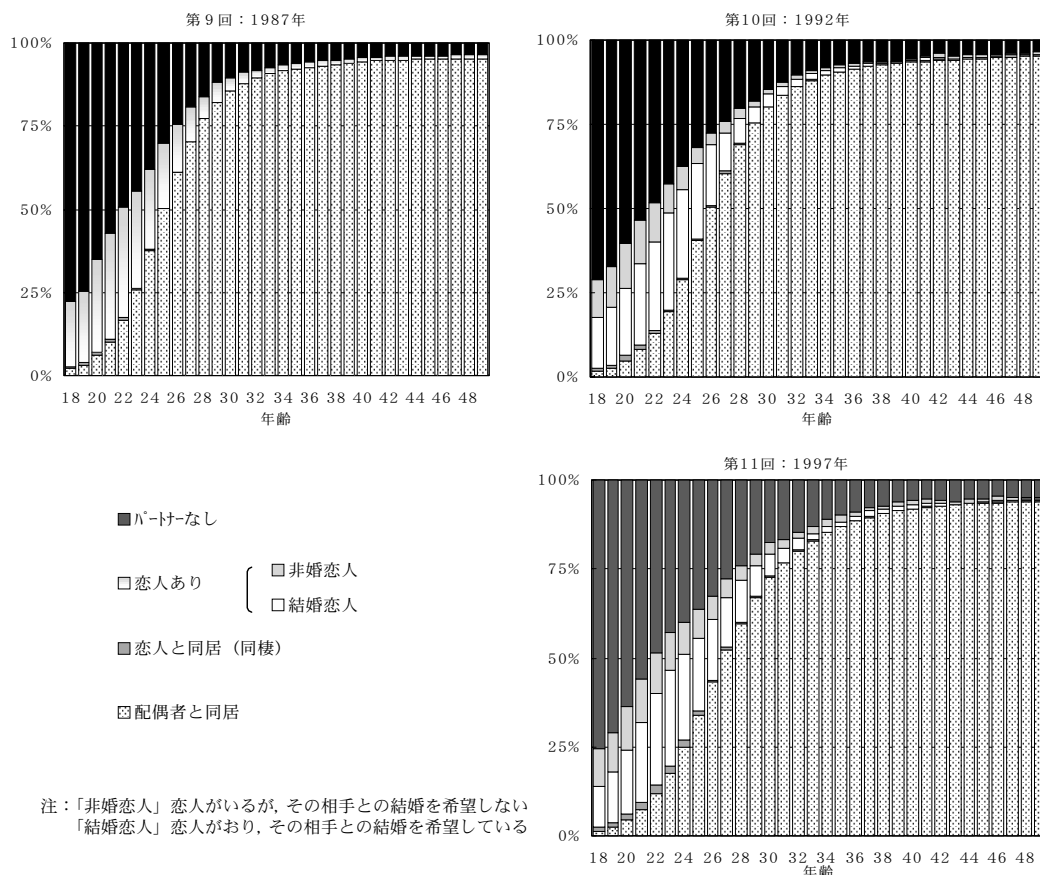 第9回：1987年
100%
75%
50%
25%
0%
18 20 22 24 26 28 30 32 34 36 38 40 42 44 46 48
年齢
第10回：1992年
100%
75%
50%
25%
0%
18 20 22 24 26 28 30 32 34 36 38 40 42 44 46 48
年齢
第11回：1997年
100%
75%
50%
25%
0%
18 20 22 24 26 28 30 32 34 36 38 40 42 44 46 48
年齢
ﾊﾟｰﾄﾅｰなし
恋人あり
非婚恋人
結婚恋人
恋人と同居（同棲）
配偶者と同居
注：「非婚恋人」恋人がいるが，その相手との結婚を希望しない
「結婚恋人」恋人がおり，その相手との結婚を希望している